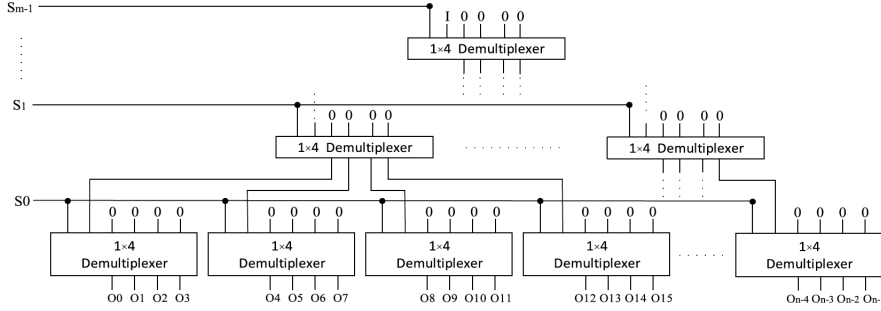 Sm-1
I 0 0 0 0
1×4 Demultiplexer
S1
0 0 0 0
0 0 0 0
1×4 Demultiplexer
1×4 Demultiplexer
S0
0 0 0 0
0 0 0 0
0 0 0 0
0 0 0 0
0 0 0 0
1×4
Demultiplexer
1×4
Demultiplexer
1×4
Demultiplexer
1×4
Demultiplexer
1×4
Demultiplexer
O0 O1 O2 O3
O4 O5 O6 O7
O8 O9 O10 O11
O12 O13 O14 O15
On-4 On-3 On-2 On-